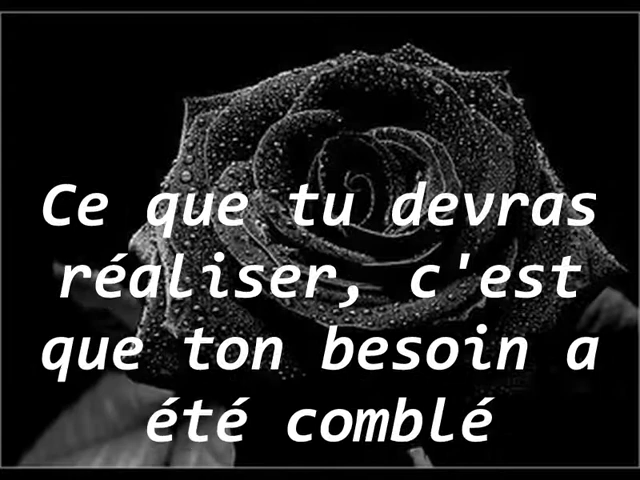 Ce que tu devras
réaliser, c'est
que ton besoin a
été comblé